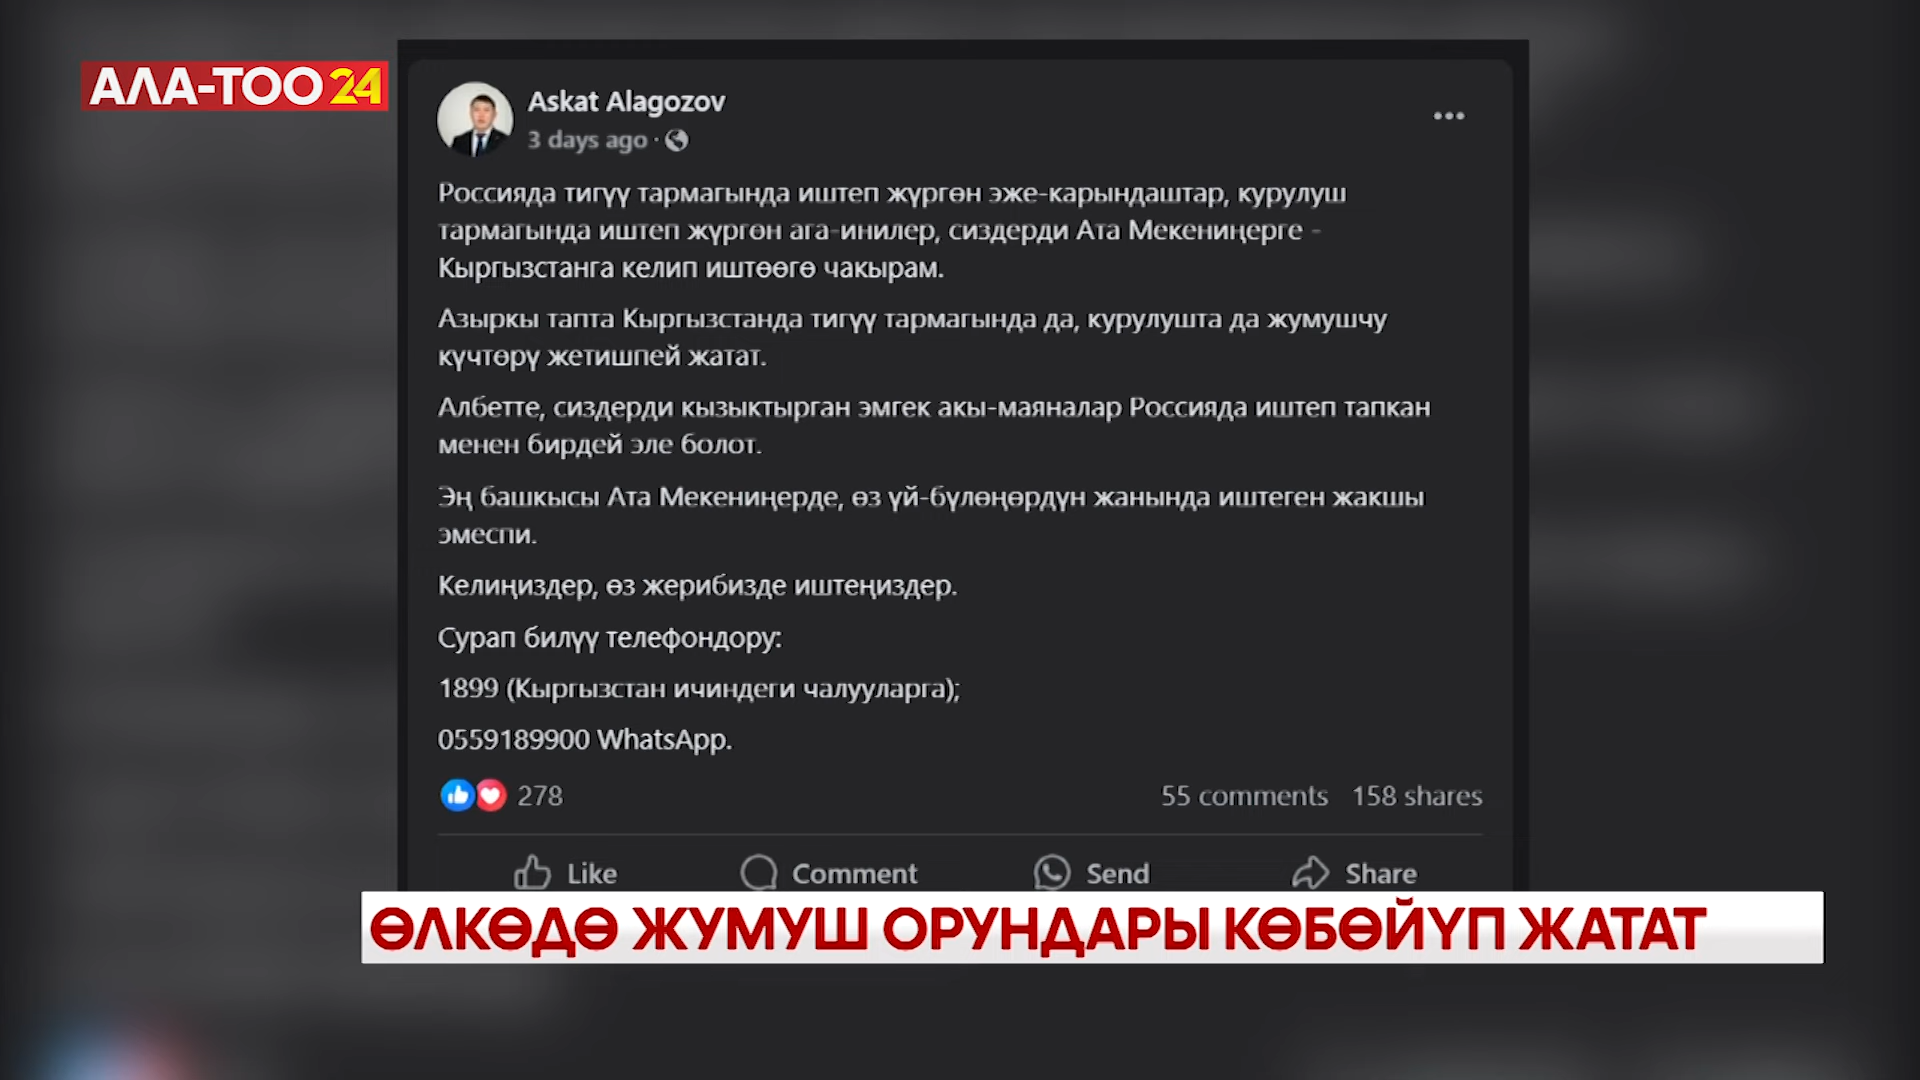 АЛА-ТОО 24
Askat Alagozov
3 days ago ·
Россияда тигүү тармагында иштеп жүргөн эже-карындаштар, курулуш
тармагында иштеп жүргөн ага-инилер, сиздерди Ата Мекениңерге -
Кыргызстанга келип иштөөгө чакырам.
Азыркы тапта Кыргызстанда тигүү тармагында да, курулушта да жумушчу
күчтөрү жетишпей жатат.
Албетте, сиздерди кызыктырган эмгек акы-маяналар Россияда иштеп тапкан
менен бирдей эле болот.
Эң башкысы Ата Мекениңерде, өз үй-бүлөңөрдүн жанында иштеген жакшы
эмеспи.
Келиңиздер, өз жерибизде иштеңиздер.
Сурап билүү телефондору:
1899 (Кыргызстан ичиндеги чалууларга);
0559189900 WhatsApp.
278 55 comments 158 shares
Like Comment Send Share
ӨЛКӨДӨ ЖУМУШ ОРУНДАРЫ КӨБӨЙҮП ЖАТАТ